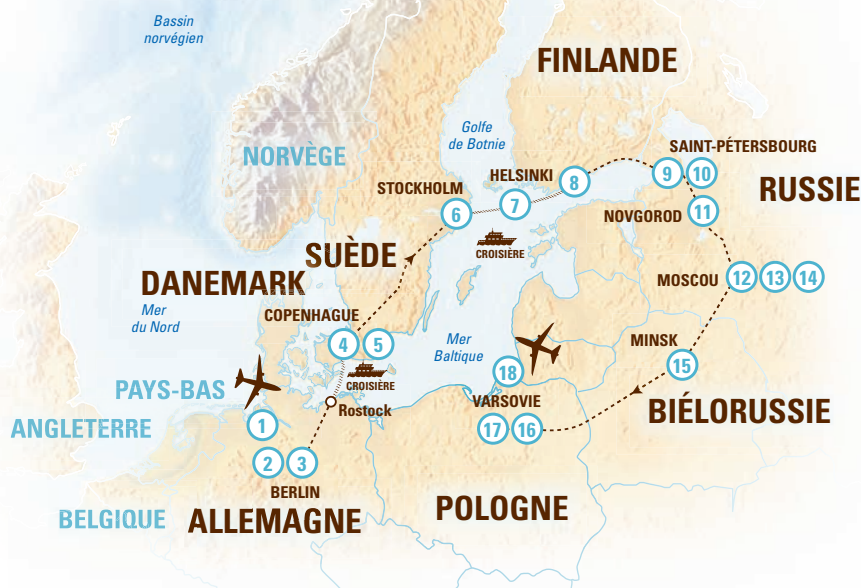 Bassin
norvégien
FINLANDE
Golfe
de Botnie
SAINT-PÉTERSBOURG
NORVÈGE
HELSINKI
8
9
10
STOCKHOLM
RUSSIE
7
6
NOVGOROD
11
SUÈDE
CROISIÈRE
DANEMARK
MOSCOU
12
13
14
Mer
du Nord
COPENHAGUE
4
5
Mer
Baltique
MINSK
15
CROISIÈRE
18
PAYS-BAS
Rostock
VARSOVIE
BIÉLORUSSIE
1
ANGLETERRE
17
16
2
3
BERLIN
POLOGNE
BELGIQUE
ALLEMAGNE